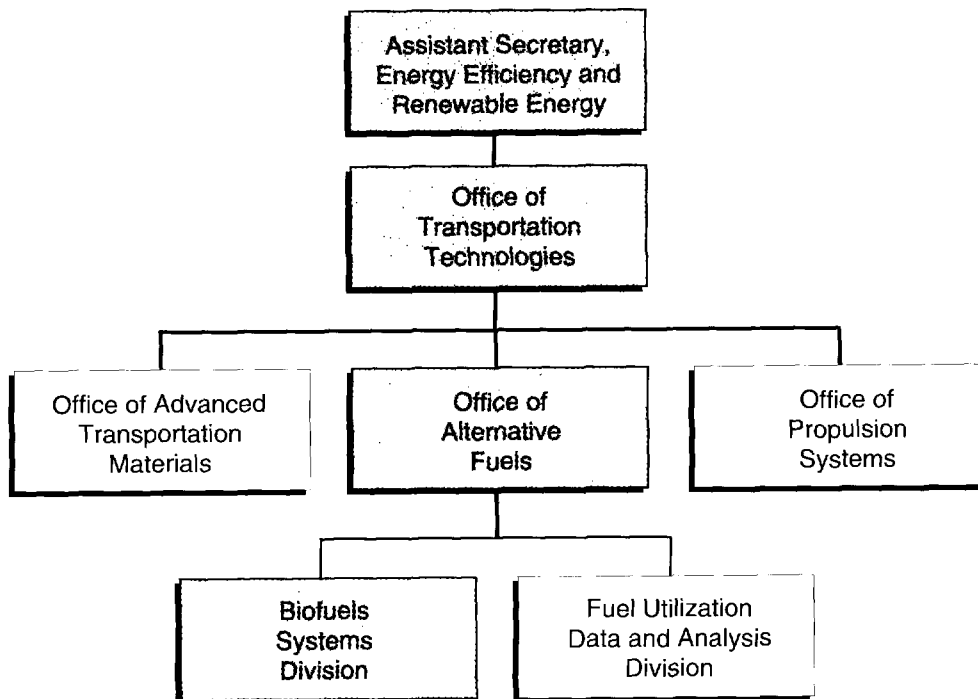 Assistant Secretary,
Energy Efficiency and
Renewable Energy
Office of
Transportation
Technologies
Office of Advanced
Transportation
Materials
Office of
Alternative
Fuels
Office of
Propulsion
Systems
Biofuels
Systems
Division
Fuel Utilization
Data and Analysis
Division